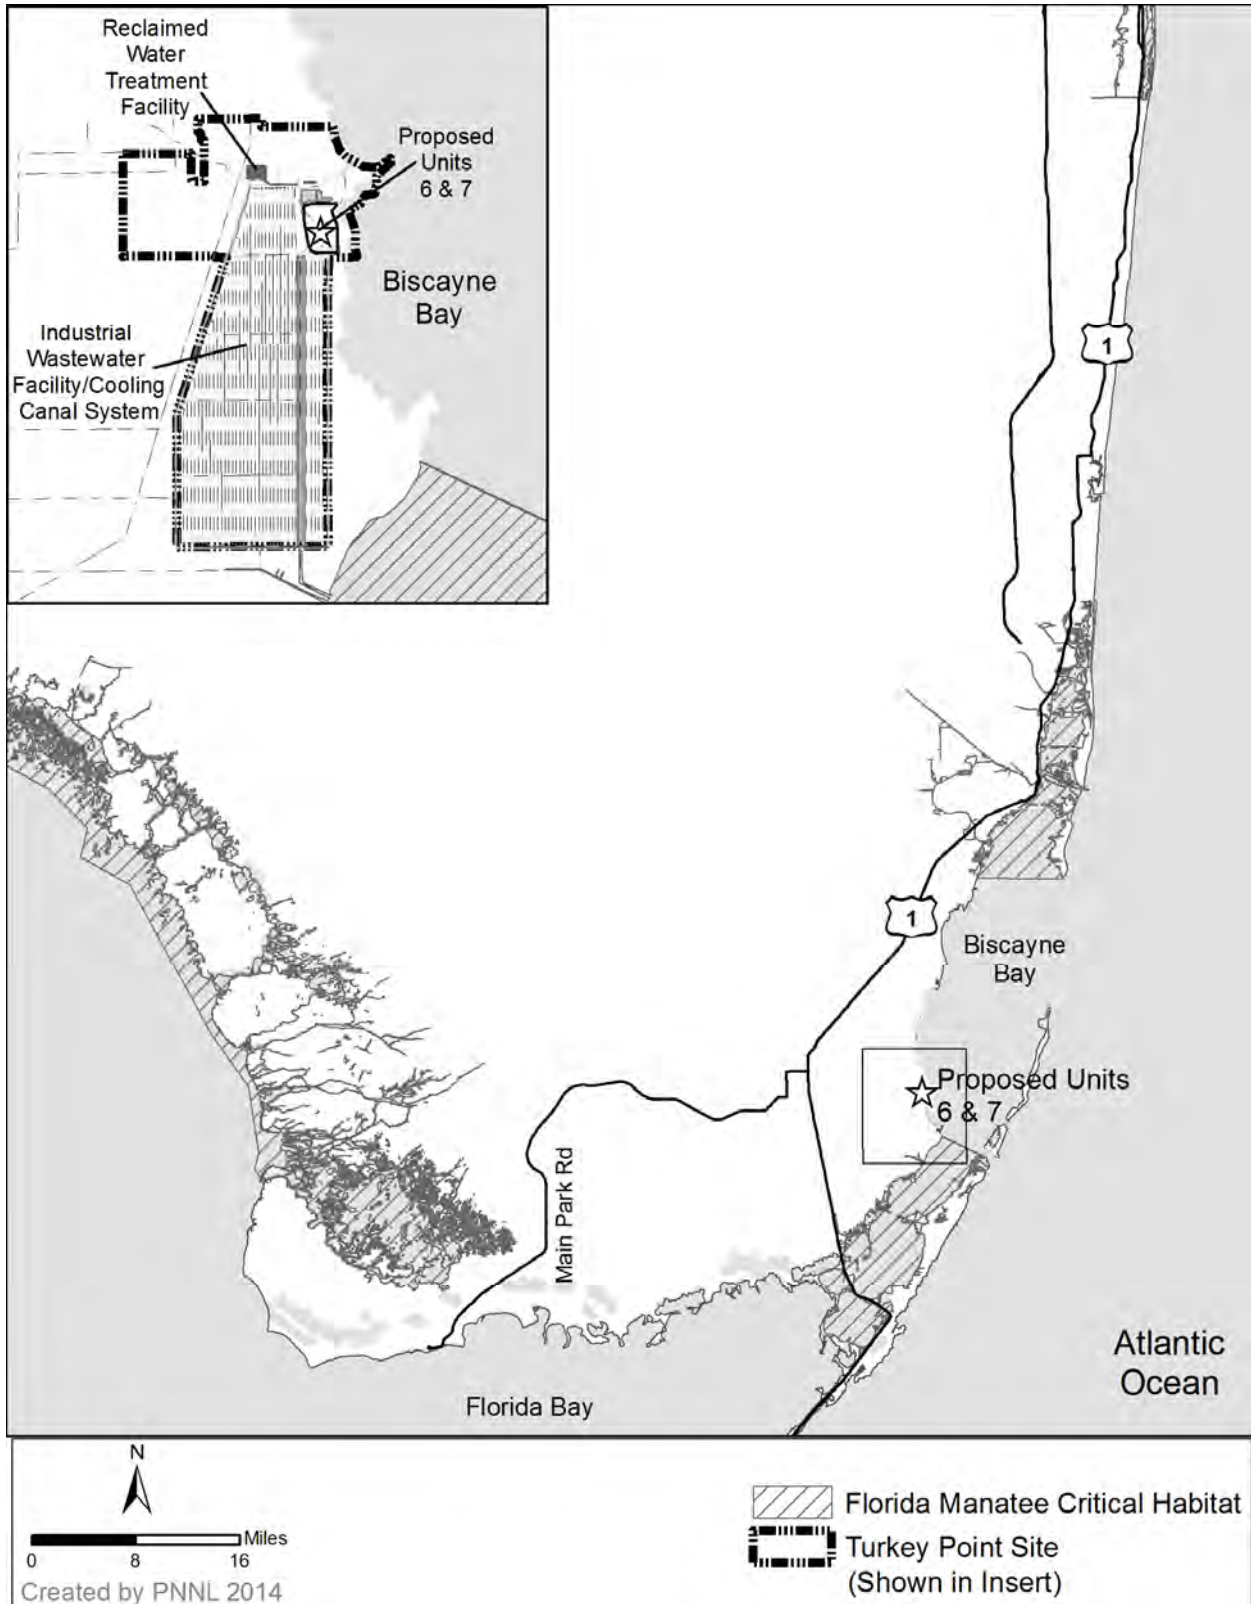 Reclaimed
Water
Treatment
Facility
Proposed
Units
6 & 7
Biscayne
Bay
Industrial
Wastewater
Facility/Cooling
Canal System
1
1
Biscayne
Bay
Proposed Units
6 & 7
Main Park Rd
Atlantic
Ocean
Florida Bay
N
Miles
0 8 16
Created by PNNL 2014
Florida Manatee Critical Habitat
Turkey Point Site
(Shown in Insert)